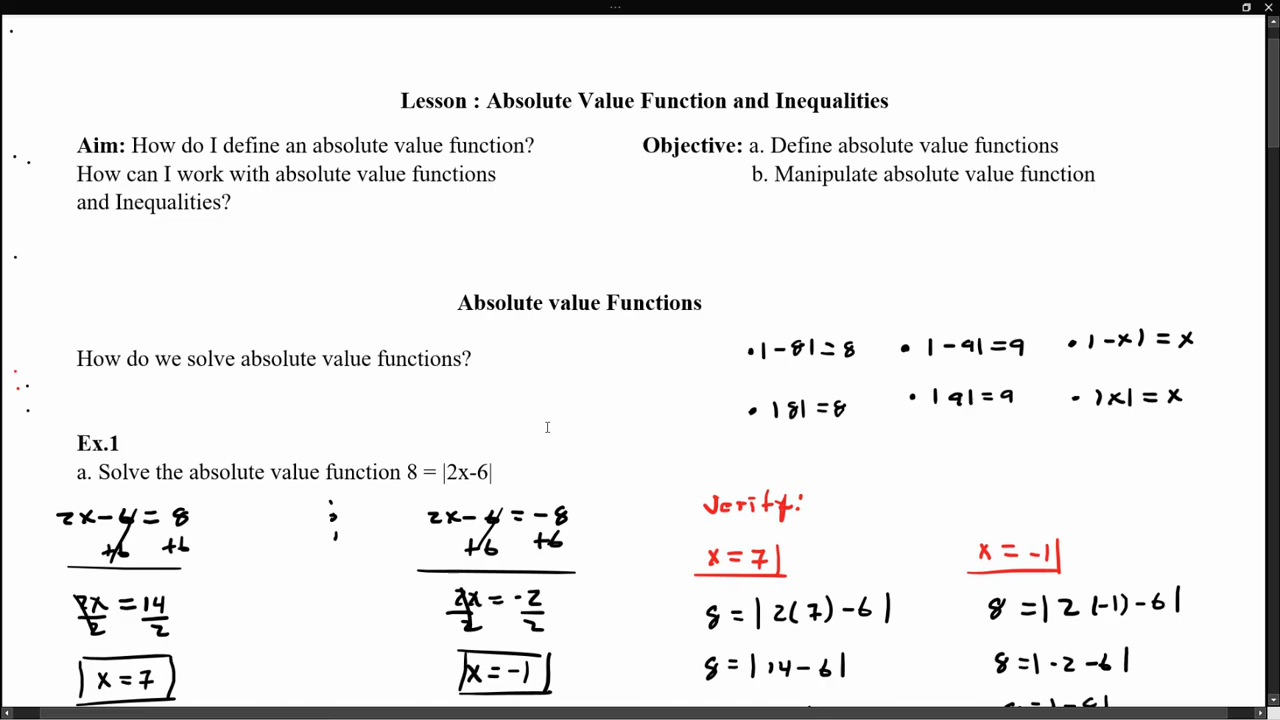 Lesson : Absolute Value Function and Inequalities
Aim: How do I define an absolute value function?
How can I work with absolute value functions
and Inequalities?
Objective: a. Define absolute value functions
b. Manipulate absolute value function
Absolute value Functions
How do we solve absolute value functions?
• |-8| = 8
• |-9| = 9
• |-x| = x
• |8| = 8
• |9| = 9
• |x| = x
Ex.1
a. Solve the absolute value function 8 = |2x-6|
2x-6 = 8
+6 +6
2x/2 = 14/2
x = 7
;
2x-6 = -8
+6 +6
2x/2 = -2/2
x = -1
Verify:
x = 7
8 = |2(7)-6|
8 = |14-6|
x = -1
8 = |2(-1)-6|
8 = |-2-6|